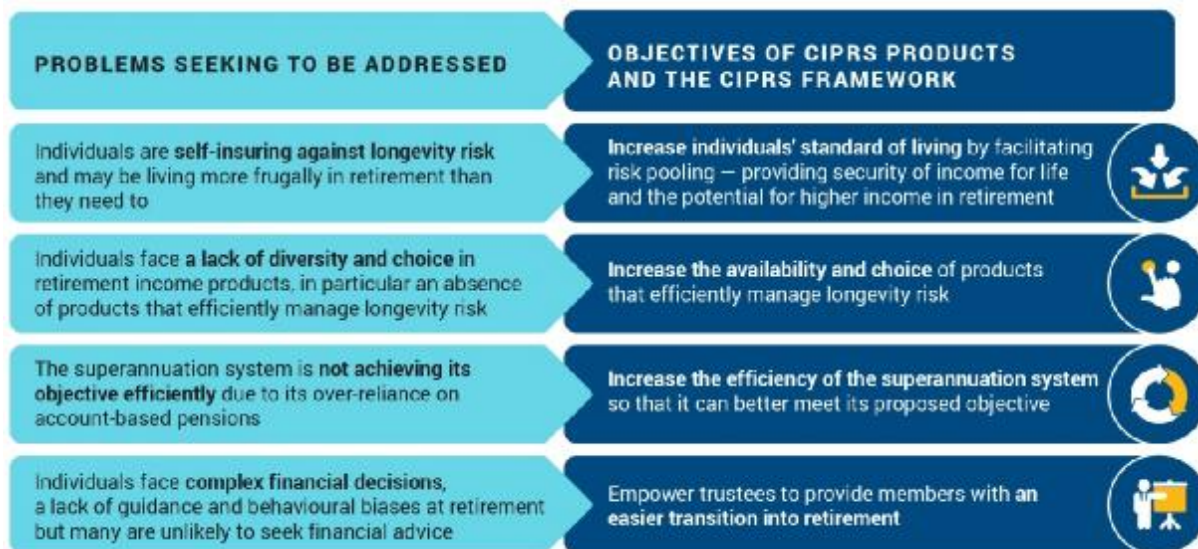 PROBLEMS SEEKING TO BE ADDRESSED
OBJECTIVES OF CIPRS PRODUCTS
AND THE CIPRS FRAMEWORK
Individuals are self-insuring against longevity risk
and may be living more frugally in retirement than
they need to
Increase individuals' standard of living by facilitating
risk pooling — providing security of income for life
and the potential for higher income in retirement
Individuals face a lack of diversity and choice in
retirement income products, in particular an absence
of products that efficiently manage longevity risk
Increase the availability and choice of products
that efficiently manage longevity risk
The superannuation system is not achieving its
objective efficiently due to its over-reliance on
account-based pensions
Increase the efficiency of the superannuation system
so that it can better meet its proposed objective
Individuals face complex financial decisions,
a lack of guidance and behavioural biases at retirement
but many are unlikely to seek financial advice
Empower trustees to provide members with an
easier transition into retirement